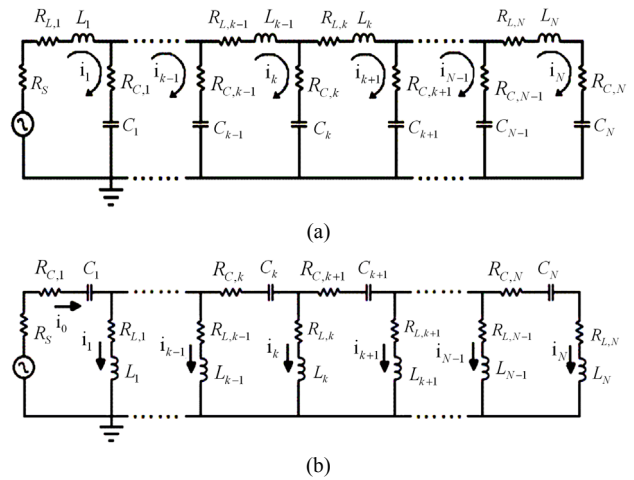 R_{L,1} L_1 R_{L,k-1} L_{k-1} R_{L,k} L_k R_{L,N} L_N
R_S i_1 R_{C,1} i_{k-1} R_{C,k-1} i_k R_{C,k} i_{k+1} R_{C,k+1} i_{N-1} R_{C,N-1} i_N R_{C,N}
C_1 C_{k-1} C_k C_{k+1} C_{N-1} C_N
(a)
R_{C,1} C_1 R_{C,k} C_k R_{C,k+1} C_{k+1} R_{C,N} C_N
i_0
R_S i_1 R_{L,1} i_{k-1} R_{L,k-1} i_k R_{L,k} i_{k+1} R_{L,k+1} i_{N-1} R_{L,N-1} i_N R_{L,N}
L_1 L_{k-1} L_k L_{k+1} L_{N-1} L_N
(b)